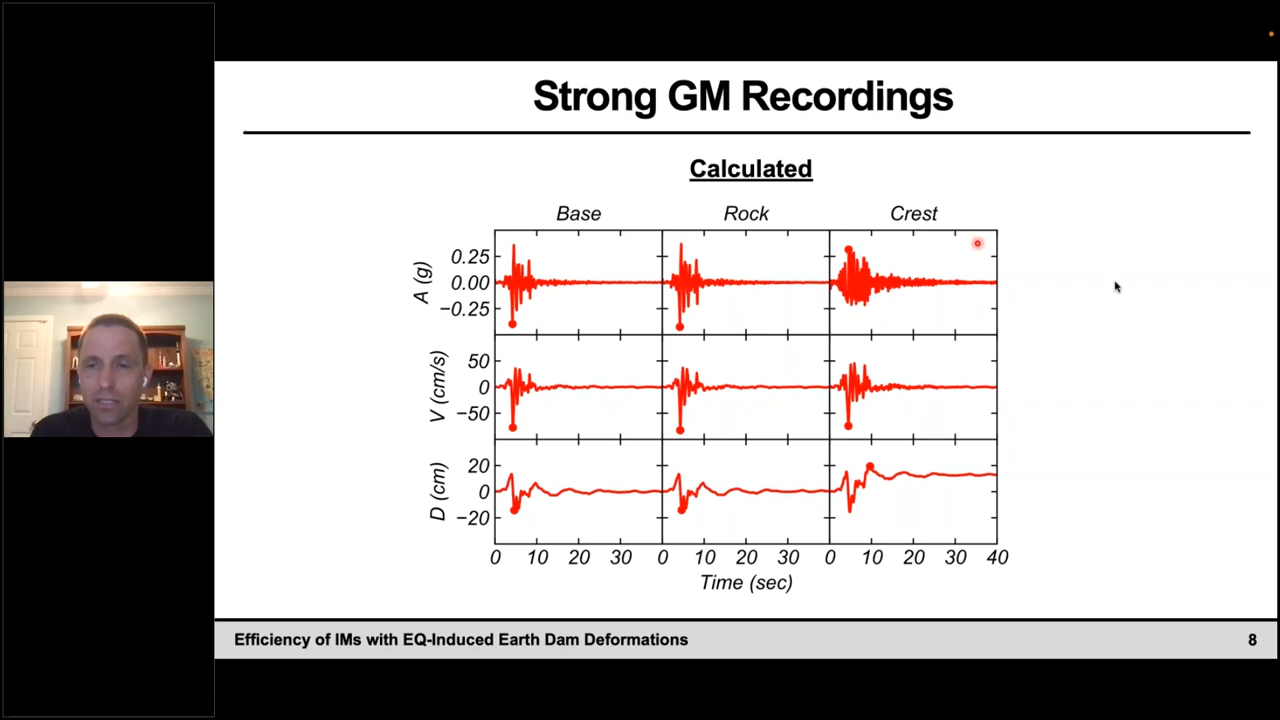 Strong GM Recordings
Calculated
Base Rock Crest
A (g)
0.25
0.00
−0.25
V (cm/s)
50
0
−50
D (cm)
20
0
−20
0 10 20 30 0 10 20 30 0 10 20 30 40
Time (sec)
Efficiency of IMs with EQ-Induced Earth Dam Deformations 8